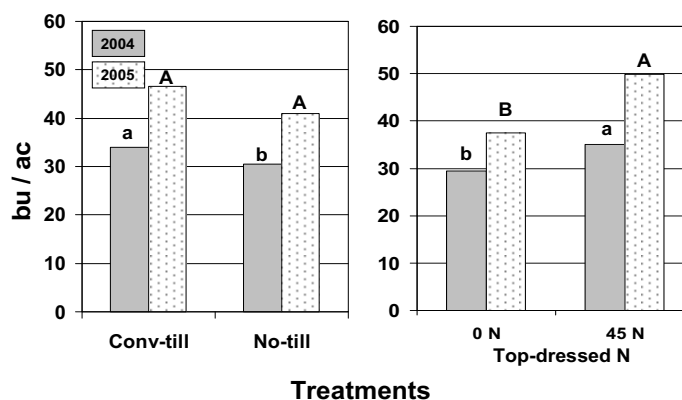 bu / ac
60
50
40
30
20
10
0
2004
2005
A
a
A
b
Conv-till
No-till
60
50
40
30
20
10
0
b
B
a
A
0 N
45 N
Top-dressed N
Treatments